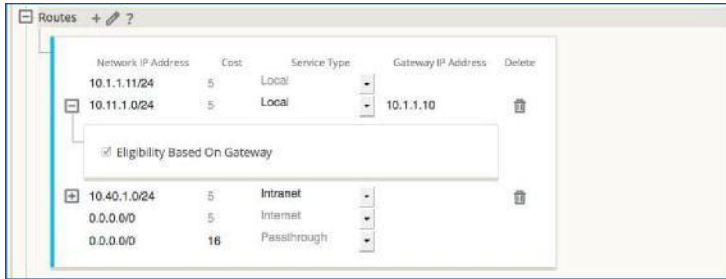 Routes + ?
Network IP Address Cost Service Type Gateway IP Address Delete
10.1.1.11/24 5 Local
10.11.1.0/24 5 Local 10.1.1.10
Eligibility Based On Gateway
10.40.1.0/24 5 Intranet
0.0.0.0/0 5 Internet
0.0.0.0/0 16 Passthrough